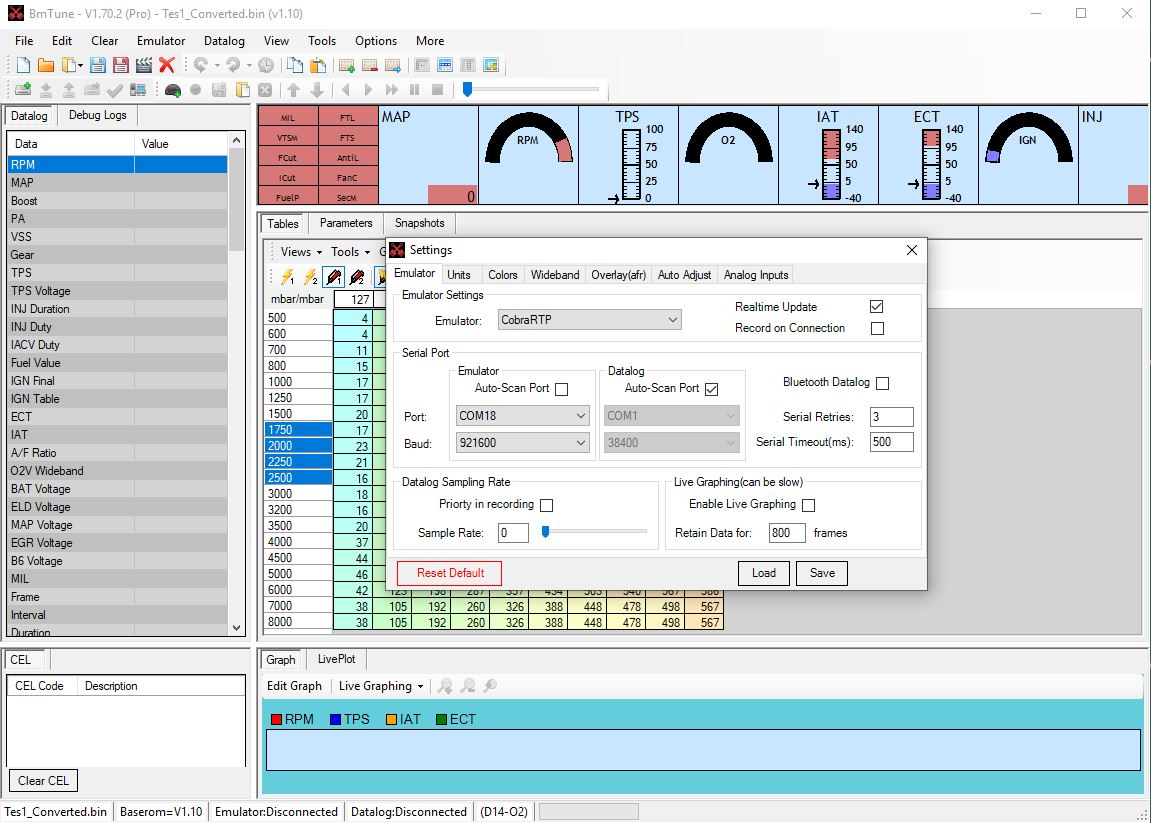 BmTune - V1.70.2 (Pro) - Tes1_Converted.bin (v1.10)
File Edit Clear Emulator Datalog View Tools Options More
Datalog Debug Logs
Data Value
RPM
MAP
Boost
PA
VSS
Gear
TPS
TPS Voltage
INJ Duration
INJ Duty
IACV Duty
Fuel Value
IGN Final
IGN Table
ECT
IAT
A/F Ratio
O2V Wideband
BAT Voltage
ELD Voltage
MAP Voltage
EGR Voltage
B6 Voltage
MIL
Frame
Interval
Duration
MIL FTL
VTSM FTS
FCut AntiL
ICut FanC
FuelP SecM
MAP
0
RPM
TPS
100
75
50
25
0
O2
IAT
140
95
50
5
-40
ECT
140
95
50
5
-40
IGN
INJ
Tables Parameters Snapshots
Views Tools G
1 2 1 2
mbar/mbar 127
500 4
600 4
700 11
800 15
1000 17
1250 17
1500 20
1750 17
2000 23
2250 21
2500 16
3000 18
3200 16
3500 20
4000 37
4500 44
5000 46
6000 42 123 198 287 357 434 503 540 567 586
7000 38 105 192 260 326 388 448 478 498 567
8000 38 105 192 260 326 388 448 478 498 567
Settings
Emulator Units Colors Wideband Overlay(afr) Auto Adjust Analog Inputs
Emulator Settings
Emulator: CobraRTP
Realtime Update
Record on Connection
Serial Port
Emulator
Auto-Scan Port
Datalog
Auto-Scan Port
Port: COM18 COM1
Baud: 921600 38400
Bluetooth Datalog
Serial Retries: 3
Serial Timeout(ms): 500
Datalog Sampling Rate
Priorty in recording
Sample Rate: 0
Live Graphing(can be slow)
Enable Live Graphing
Retain Data for: 800 frames
Reset Default Load Save
CEL
CEL Code Description
Clear CEL
Graph LivePlot
Edit Graph Live Graphing
RPM TPS IAT ECT
Tes1_Converted.bin Baserom=V1.10 Emulator:Disconnected Datalog:Disconnected (D14-O2)